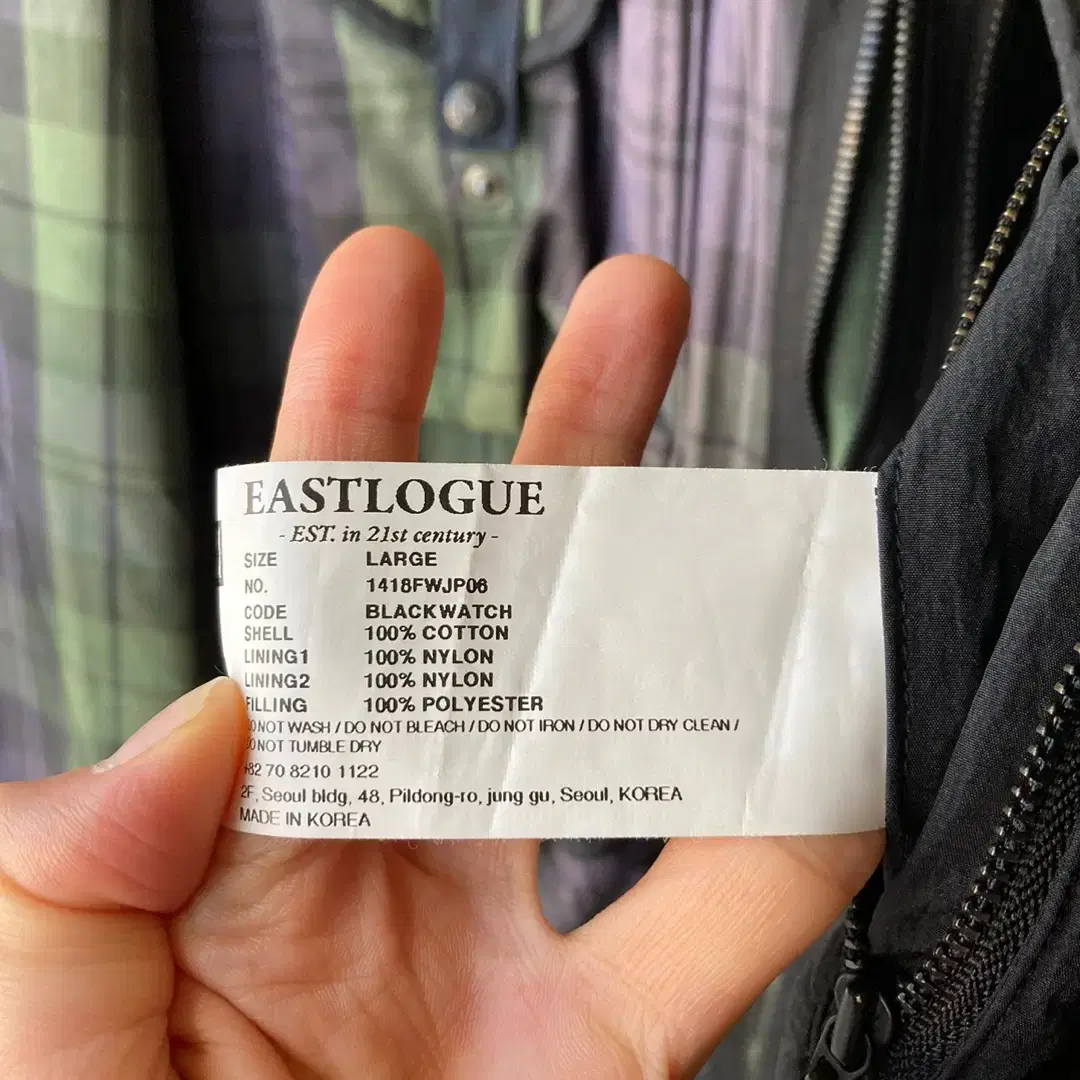 EASTLOGUE
- EST. in 21st century -
SIZE LARGE
NO. 1418FWJP06
CODE BLACKWATCH
SHELL 100% COTTON
LINING1 100% NYLON
LINING2 100% NYLON
FILLING 100% POLYESTER
DO NOT WASH / DO NOT BLEACH / DO NOT IRON / DO NOT DRY CLEAN /
DO NOT TUMBLE DRY
+82 70 8210 1122
2F, Seoul bldg, 48, Pildong-ro, jung gu, Seoul, KOREA
MADE IN KOREA